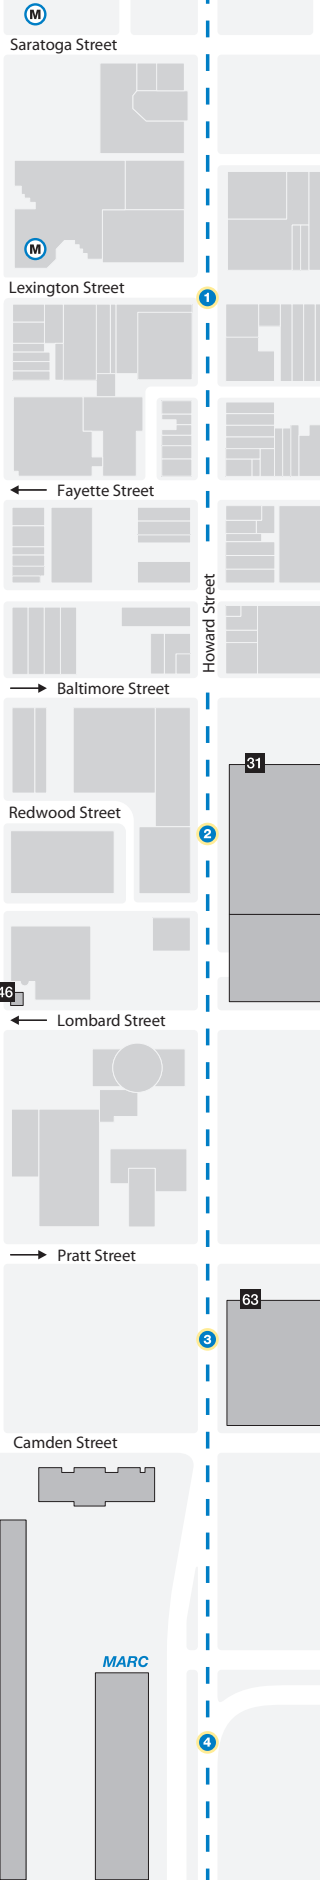 M
Saratoga Street
M
Lexington Street
1
Fayette Street
Howard Street
Baltimore Street
31
Redwood Street
2
46
Lombard Street
Pratt Street
63
3
Camden Street
MARC
4